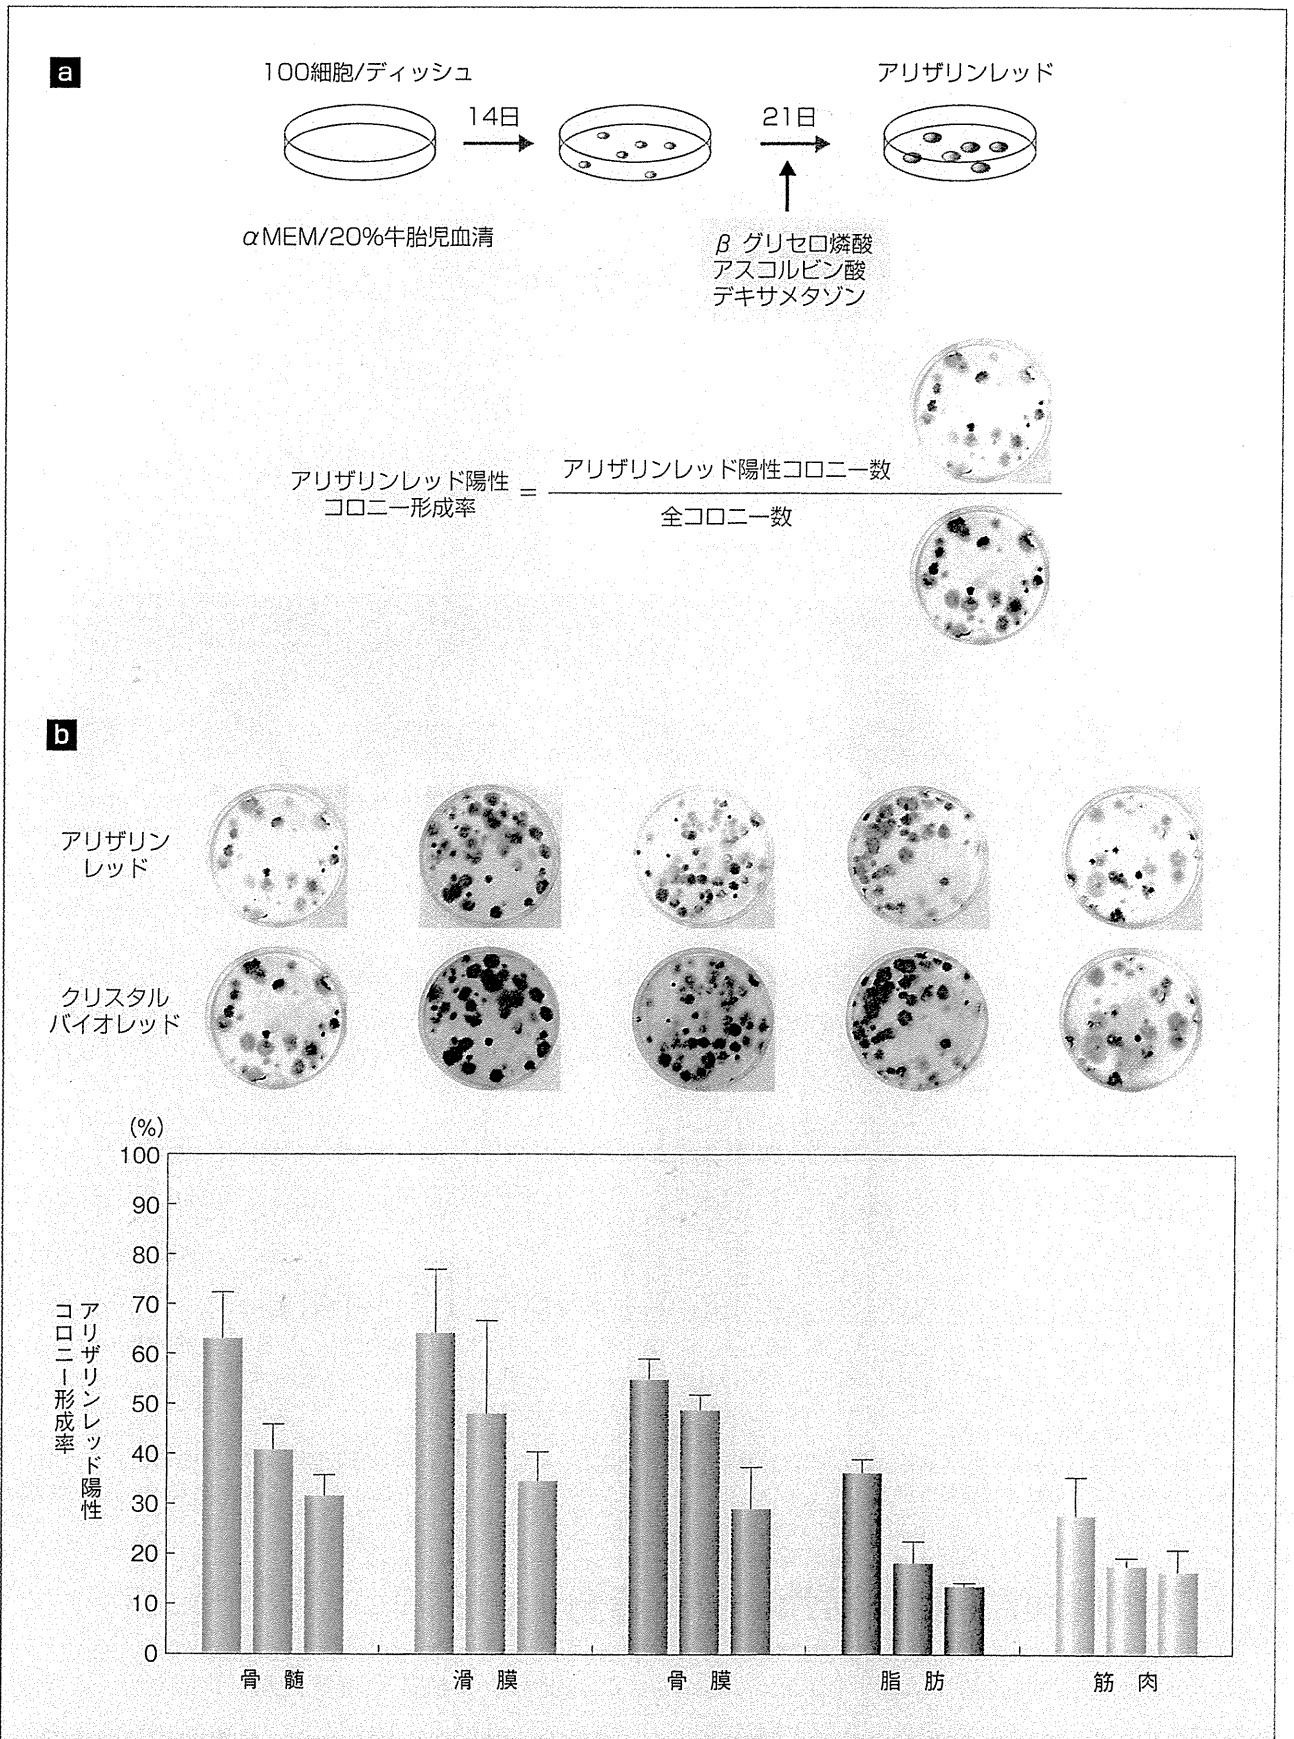 a
100細胞/ディッシュ
14日
21日
アリザリンレッド
αMEM/20%牛胎児血清
β グリセロ燐酸
アスコルビン酸
デキサメタゾン
アリザリンレッド陽性
コロニー形成率
=
アリザリンレッド陽性コロニー数
全コロニー数
b
アリザリン
レッド
クリスタル
バイオレッド
(%)
100
90
80
70
60
50
40
30
20
10
0
アリザリンレッド陽性
コロニー形成率
骨 髄
滑 膜
骨 膜
脂 肪
筋 肉